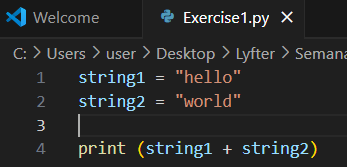 Welcome Exercise1.py
C: > Users > user > Desktop > Lyfter > Semana
1 string1 = "hello"
2 string2 = "world"
3
4 print (string1 + string2)